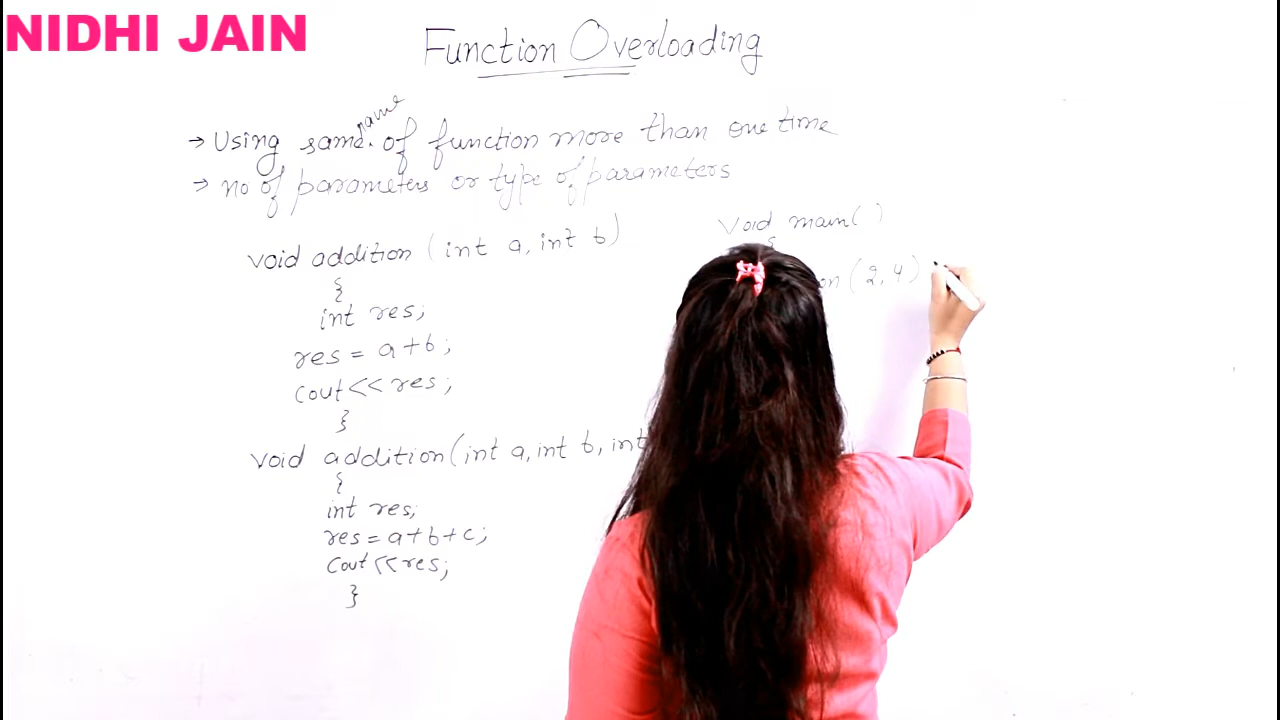 NIDHI JAIN
Function Overloading
→ Using same name of function more than one time
→ no of parameters or type of parameters
void addition (int a, int b)
{
int res;
res = a+b;
cout<<res;
}
void addition(int a, int b, int
{
int res;
res = a+b+c;
cout<<res;
}
void main( )
{
on (2, 4)